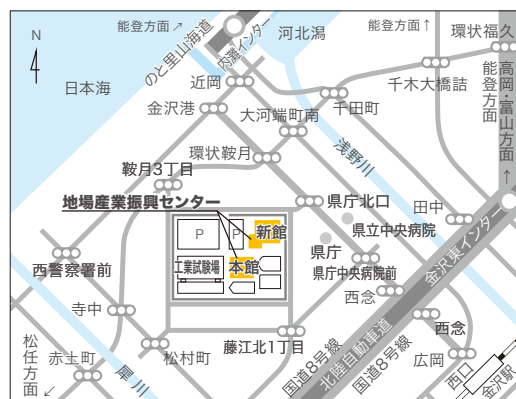 N
能登方面↗
のと里山海道
内灘インター
河北潟
能登方面↑
環状福久
日本海
近岡
千木大橋詰
高岡・富山方面↑
能登方面
金沢港
大河端町南
千田町
環状鞍月
浅野川
鞍月3丁目
地場産業振興センター
県庁北口
P
P
新館
県立中央病院
田中
県庁
金沢東インター
西警察署前
工業試験場
本館
県庁中央病院前
西念
寺中
西念
松任方面↙
藤江北1丁目
国道8号線
北陸自動車道
国道8号線
広岡
赤土町
松村町
犀川
西口
金沢駅